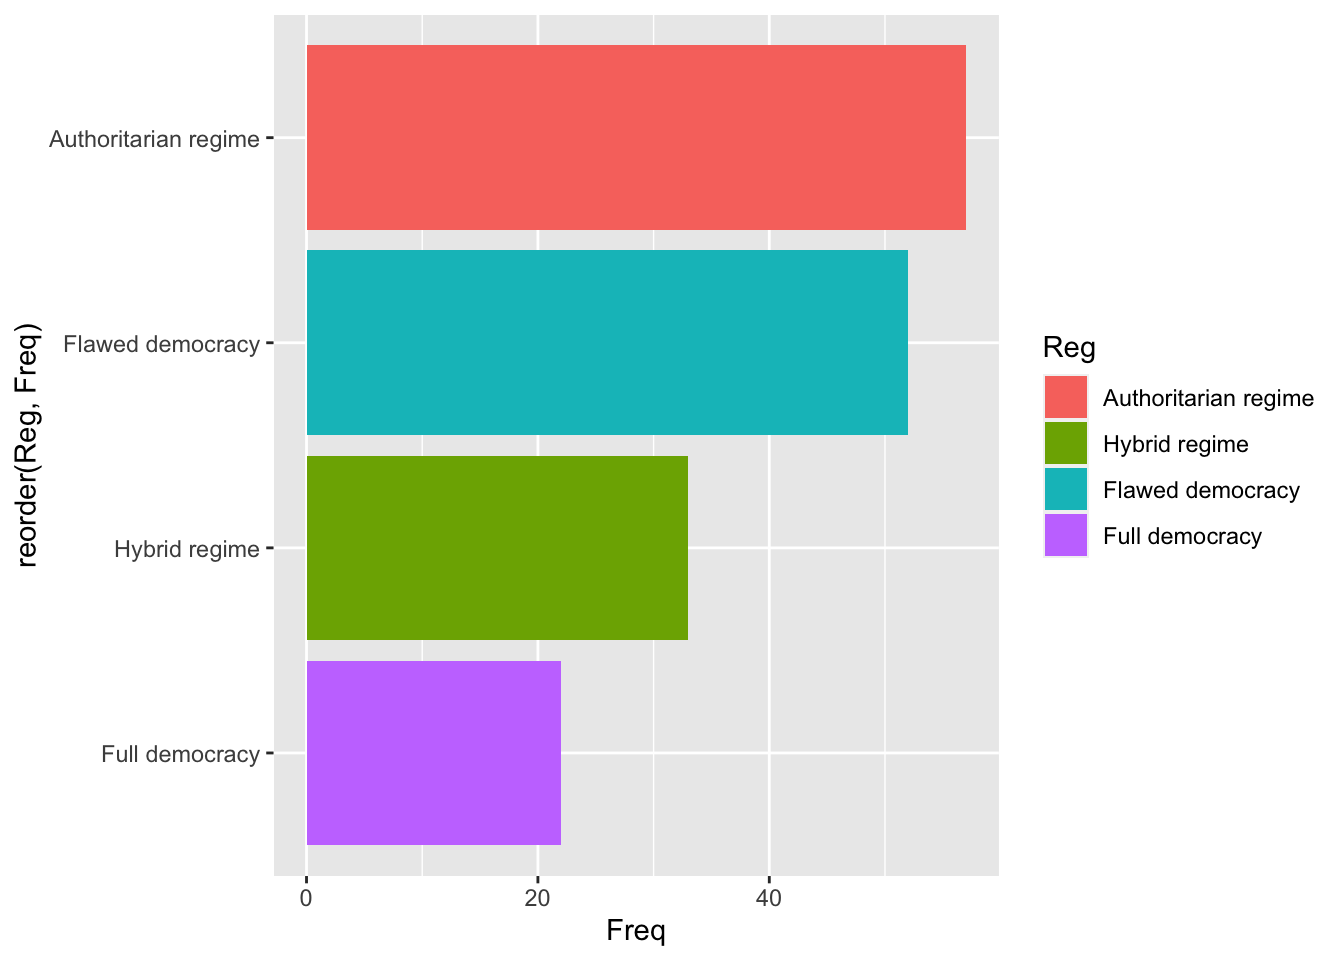 reorder(Reg, Freq)
Authoritarian regime
Flawed democracy
Hybrid regime
Full democracy
0 20 40
Freq
Reg
Authoritarian regime
Hybrid regime
Flawed democracy
Full democracy